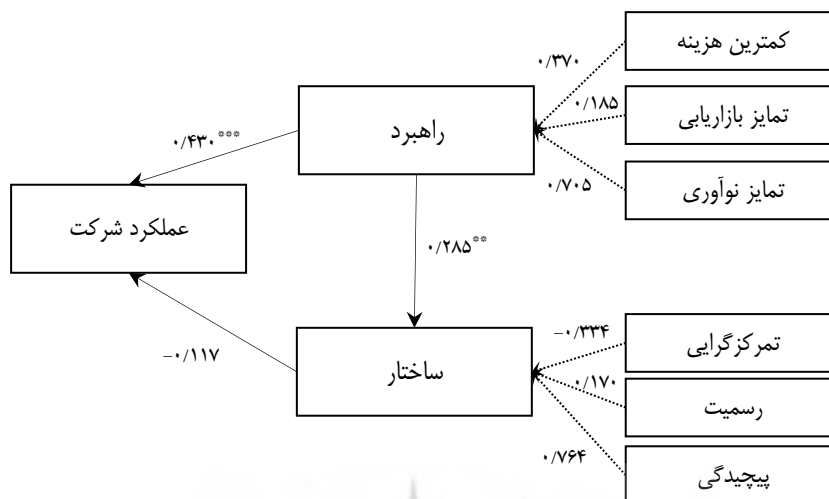 کمترین هزینه
۰/۳۷۰
تمایز بازاریابی
۰/۱۸۵
راهبرد
۰/۴۳۰***
تمایز نوآوری
۰/۷۰۵
عملکرد شرکت
۰/۲۸۵**
تمرکزگرایی
-۰/۳۳۴
ساختار
-۰/۱۱۷
رسمیت
۰/۱۷۰
پیچیدگی
۰/۷۶۴